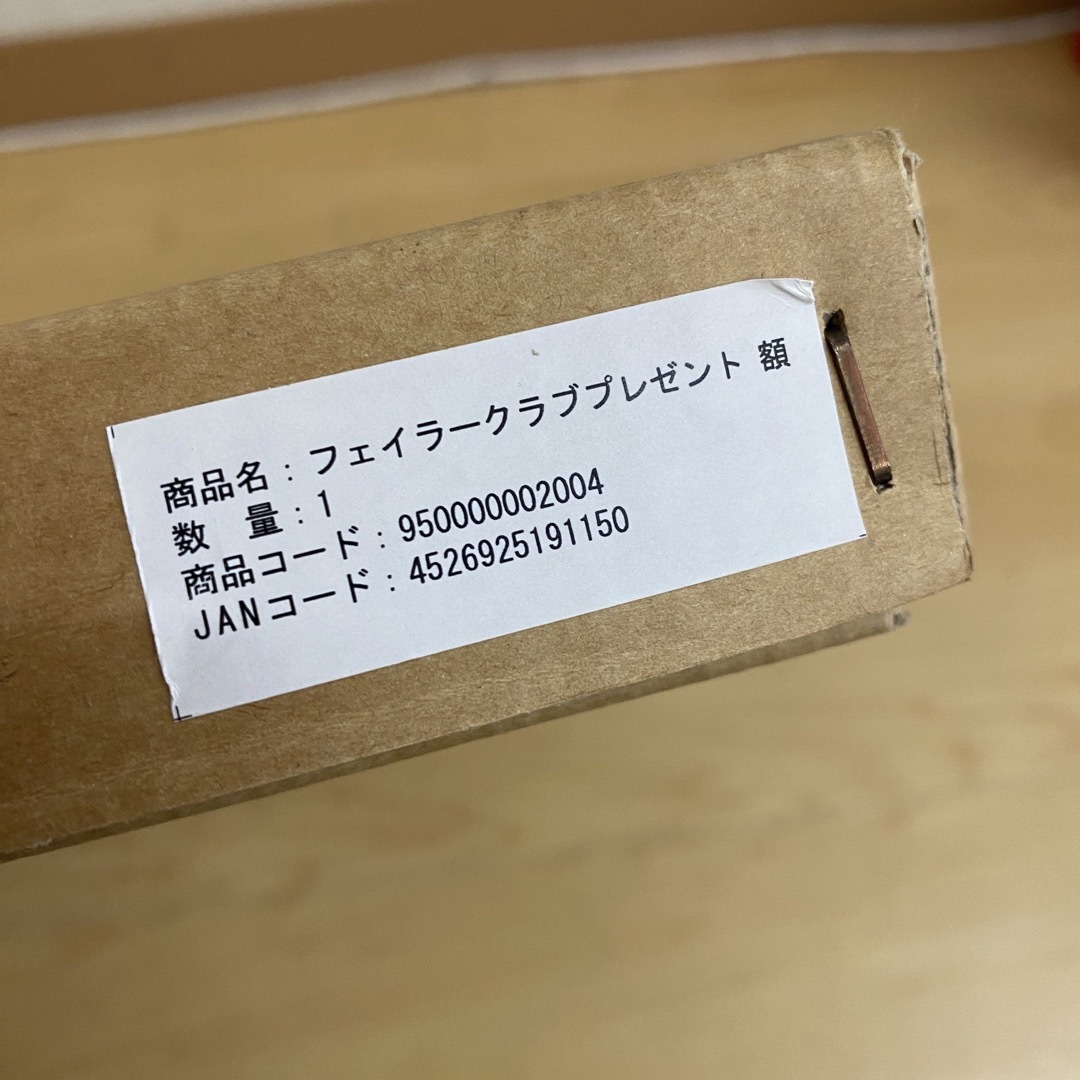 商品名：フェイラークラブプレゼント 額
数　量：1
商品コード：950000002004
JANコード：4526925191150